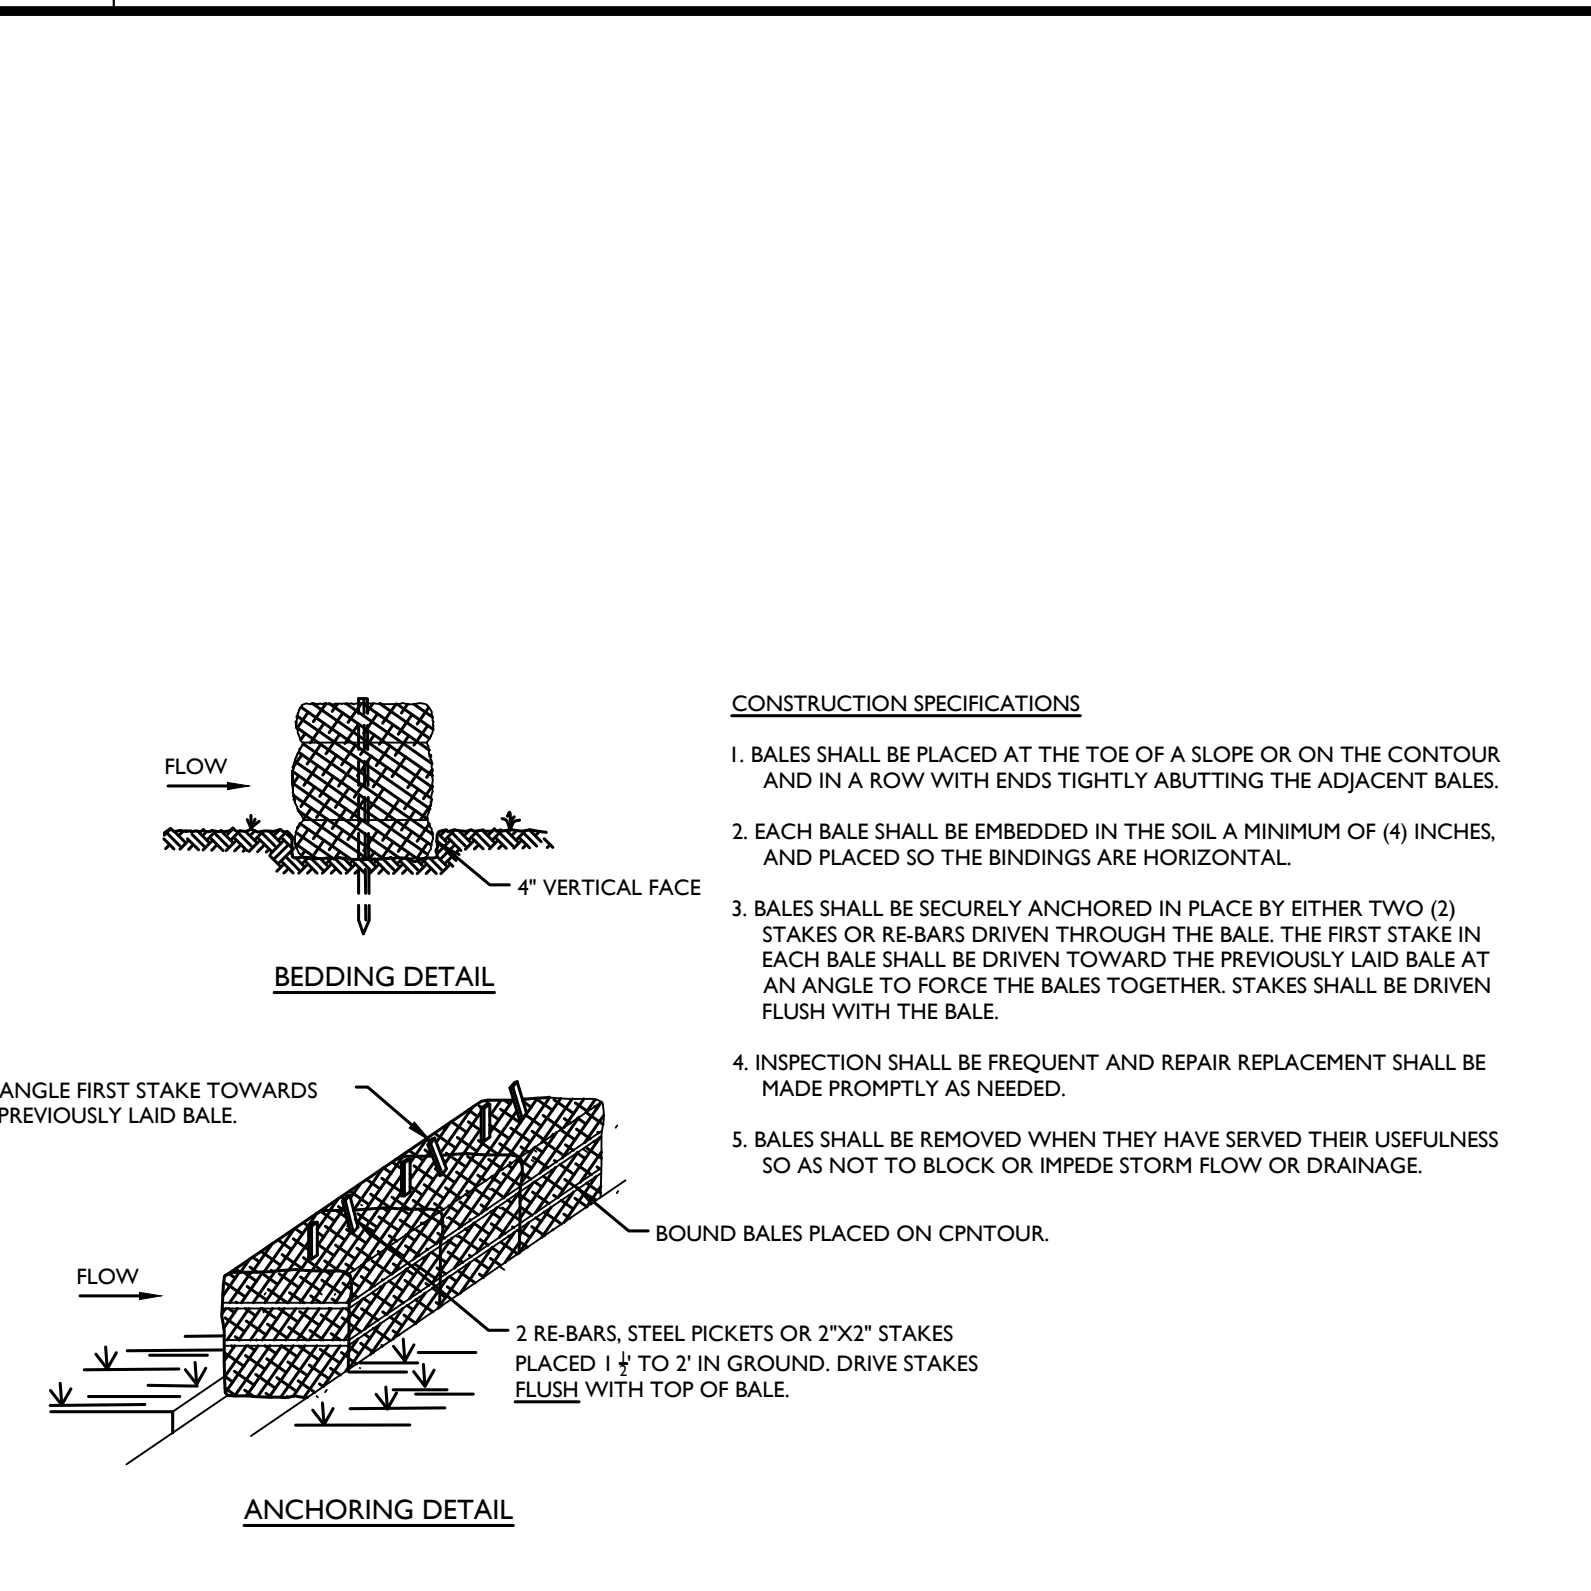 FLOW
4" VERTICAL FACE
BEDDING DETAIL
ANGLE FIRST STAKE TOWARDS
PREVIOUSLY LAID BALE.
FLOW
BOUND BALES PLACED ON CPNTOUR.
2 RE-BARS, STEEL PICKETS OR 2"X2" STAKES
PLACED 1 1/2' TO 2' IN GROUND. DRIVE STAKES
FLUSH WITH TOP OF BALE.
ANCHORING DETAIL
CONSTRUCTION SPECIFICATIONS
1. BALES SHALL BE PLACED AT THE TOE OF A SLOPE OR ON THE CONTOUR
AND IN A ROW WITH ENDS TIGHTLY ABUTTING THE ADJACENT BALES.
2. EACH BALE SHALL BE EMBEDDED IN THE SOIL A MINIMUM OF (4) INCHES,
AND PLACED SO THE BINDINGS ARE HORIZONTAL.
3. BALES SHALL BE SECURELY ANCHORED IN PLACE BY EITHER TWO (2)
STAKES OR RE-BARS DRIVEN THROUGH THE BALE. THE FIRST STAKE IN
EACH BALE SHALL BE DRIVEN TOWARD THE PREVIOUSLY LAID BALE AT
AN ANGLE TO FORCE THE BALES TOGETHER. STAKES SHALL BE DRIVEN
FLUSH WITH THE BALE.
4. INSPECTION SHALL BE FREQUENT AND REPAIR REPLACEMENT SHALL BE
MADE PROMPTLY AS NEEDED.
5. BALES SHALL BE REMOVED WHEN THEY HAVE SERVED THEIR USEFULNESS
SO AS NOT TO BLOCK OR IMPEDE STORM FLOW OR DRAINAGE.